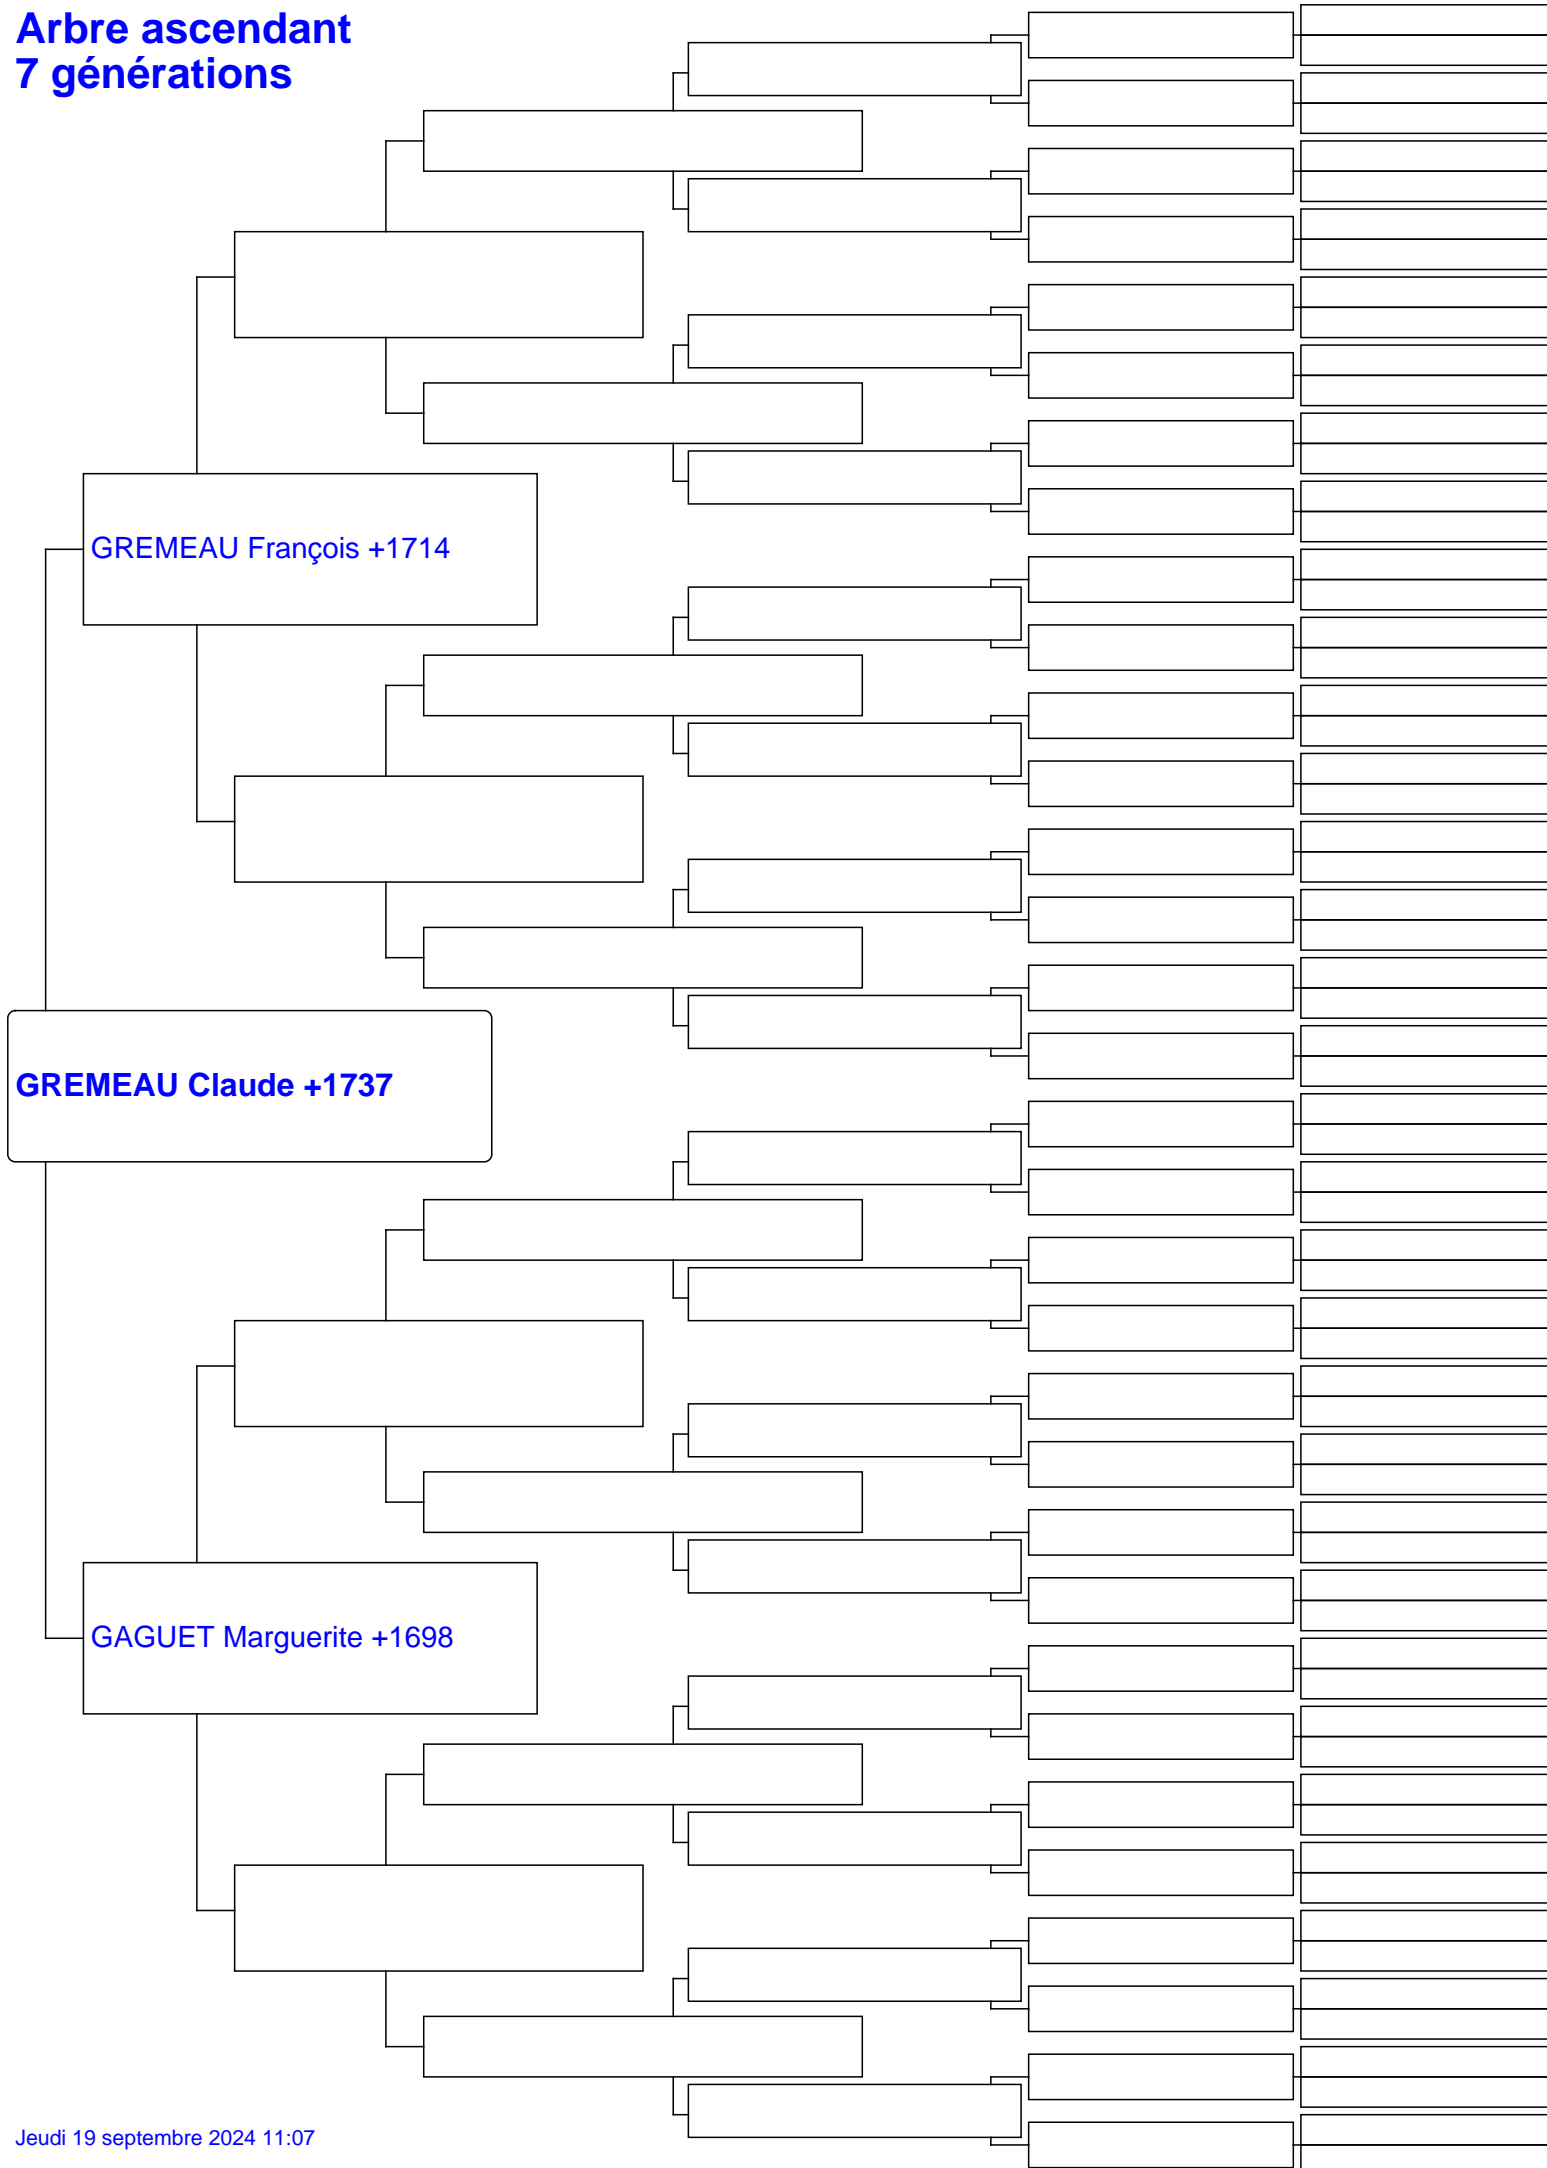 Arbre ascendant
7 générations
GREMEAU François +1714
GREMEAU Claude +1737
GAGUET Marguerite +1698
Jeudi 19 septembre 2024 11:07